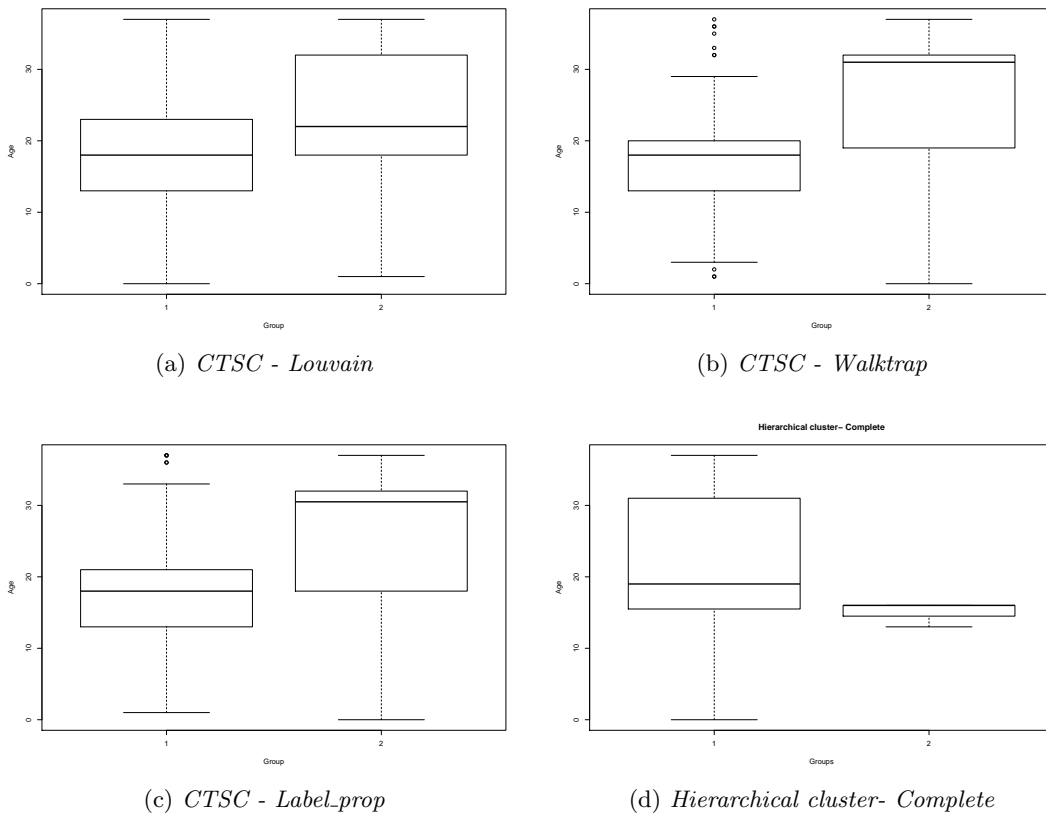 Age
0 10 20 30
1 2
Group
(a) CTSC - Louvain
Age
0 10 20 30
1 2
Group
(b) CTSC - Walktrap
Age
0 10 20 30
1 2
Group
(c) CTSC - Label_prop
Hierarchical cluster– Complete
Age
0 10 20 30
1 2
Groups
(d) Hierarchical cluster- Complete